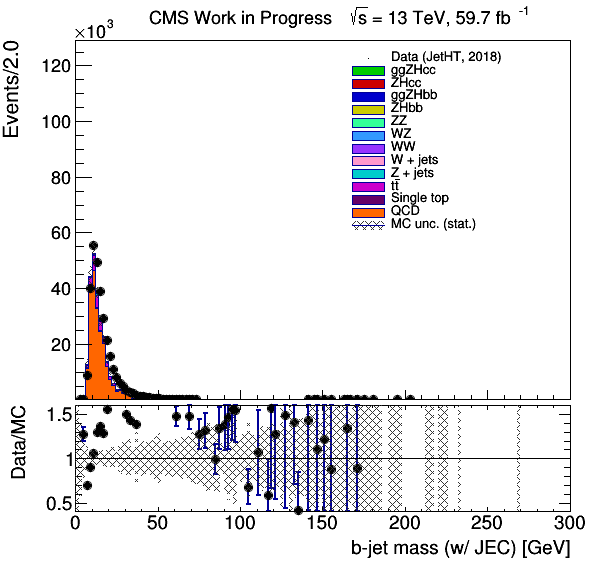 CMS Work in Progress √s = 13 TeV, 59.7 fb⁻¹
×10³
Events/2.0
120
100
80
60
40
20
Data (JetHT, 2018)
ggZHcc
ZHcc
ggZHbb
ZHbb
ZZ
WZ
WW
W + jets
Z + jets
tt̄
Single top
QCD
MC unc. (stat.)
Data/MC
1.5
1
0.5
0 50 100 150 200 250 300
b-jet mass (w/ JEC) [GeV]